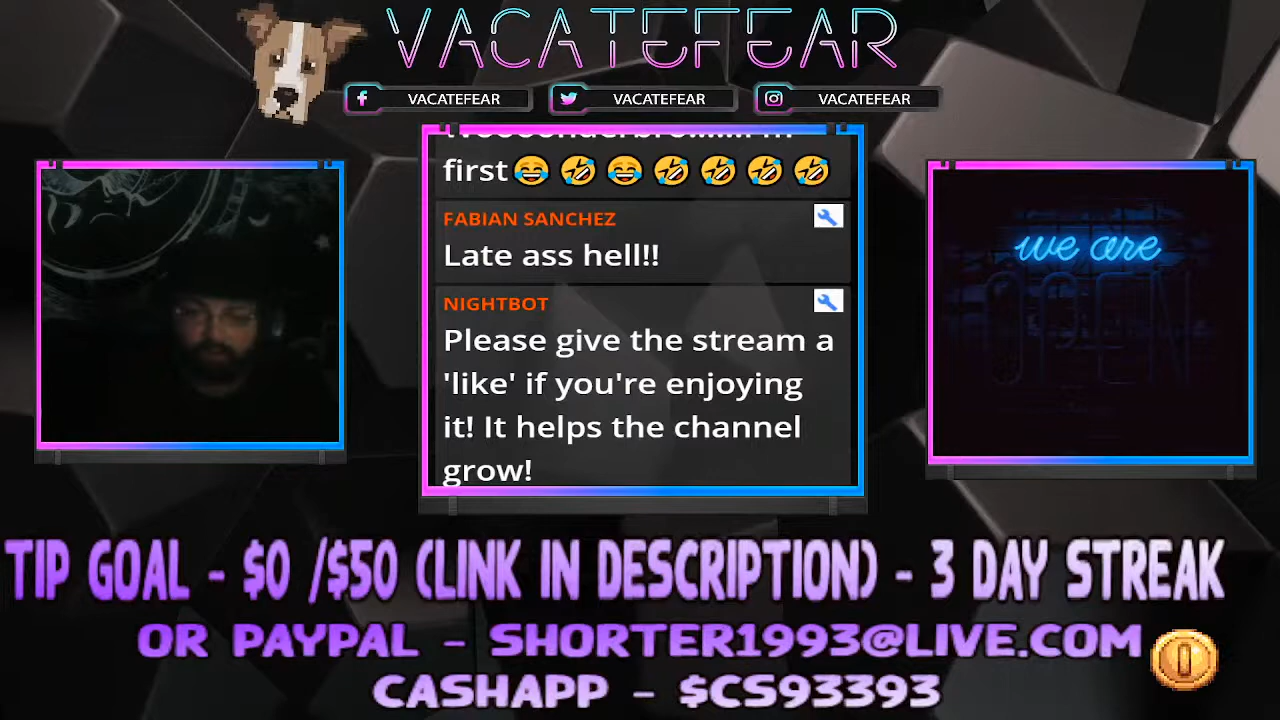 VACATEFEAR
VACATEFEAR
VACATEFEAR
VACATEFEAR
first😂 🤣 😂 🤣 🤣 🤣 🤣
FABIAN SANCHEZ
Late ass hell!!
NIGHTBOT
Please give the stream a
'like' if you're enjoying
it! It helps the channel
grow!
we are
OPEN
TIP GOAL - $0 /$50 (LINK IN DESCRIPTION) - 3 DAY STREAK
OR PAYPAL - SHORTER1993@LIVE.COM
CASHAPP - $CS93393